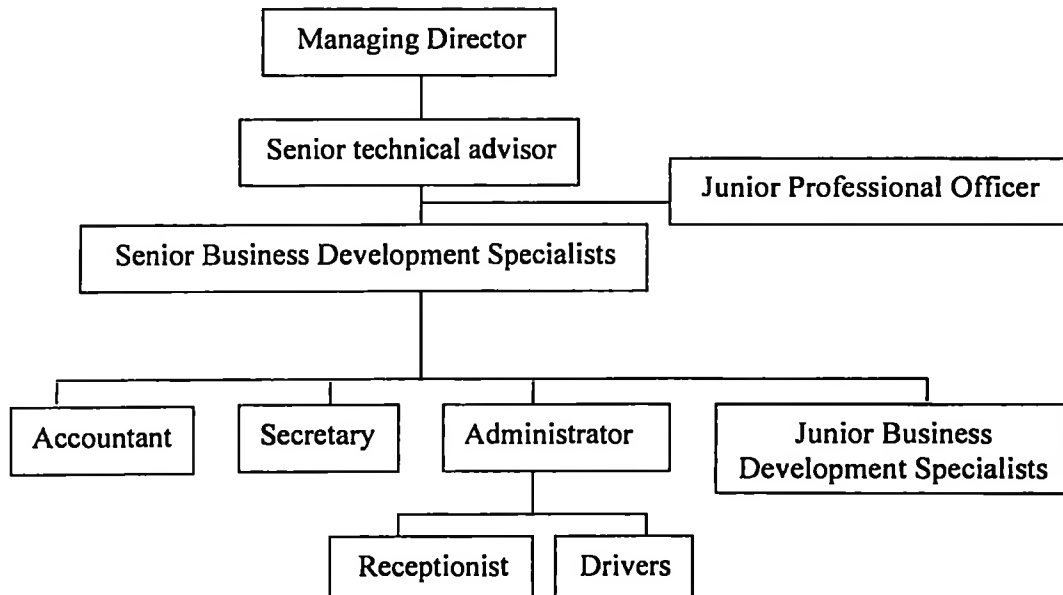 Managing Director
Senior technical advisor
Junior Professional Officer
Senior Business Development Specialists
Accountant
Secretary
Administrator
Junior Business
Development Specialists
Receptionist
Drivers